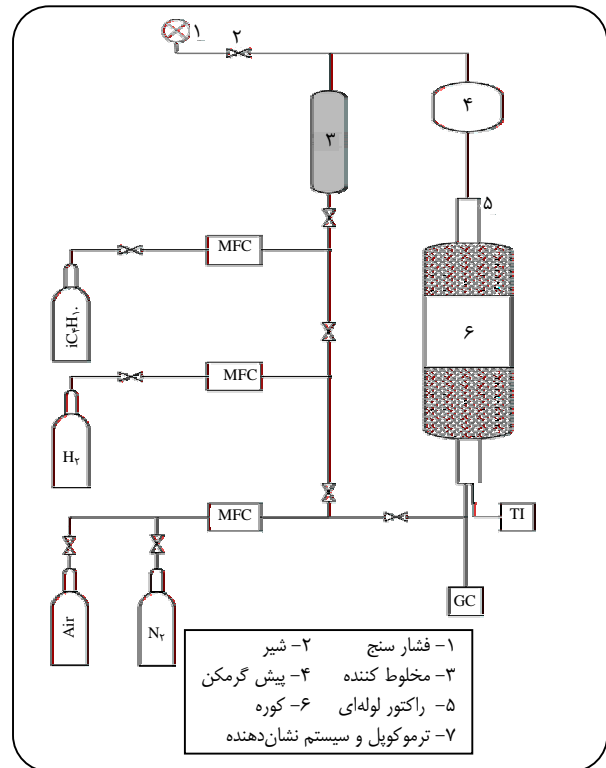 ۱
۲
۳
۴
۵
MFC
iC۴H۱۰
۶
MFC
H۲
MFC
TI
Air
N۲
GC
۱- فشار سنج ۲- شیر
۳- مخلوط کننده ۴- پیش گرمکن
۵- راکتور لوله‌ای ۶- کوره
۷- ترموکوپل و سیستم نشان‌دهنده